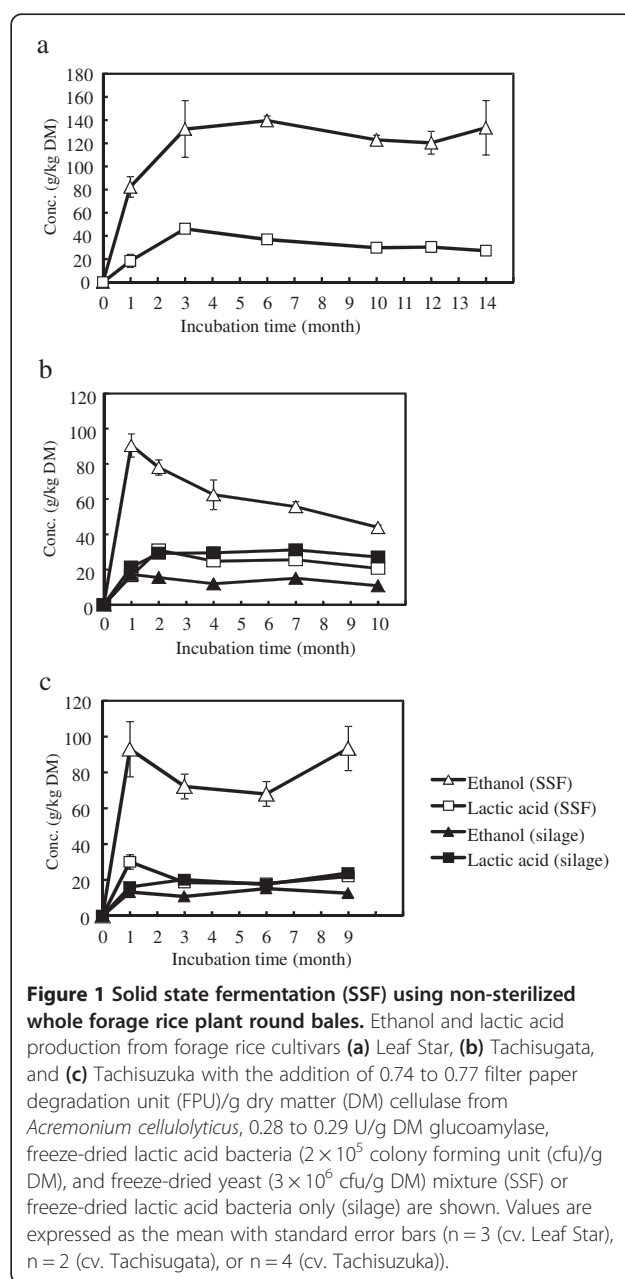 a
180
160
140
120
100
80
60
40
20
0
Conc. (g/kg DM)
0 1 2 3 4 5 6 7 8 9 10 11 12 13 14
Incubation time (month)
b
120
100
80
60
40
20
0
Conc. (g/kg DM)
0 1 2 3 4 5 6 7 8 9 10
Incubation time (month)
c
120
100
80
60
40
20
0
Conc. (g/kg DM)
0 1 2 3 4 5 6 7 8 9
Incubation time (month)
Ethanol (SSF)
Lactic acid (SSF)
Ethanol (silage)
Lactic acid (silage)
Figure 1 Solid state fermentation (SSF) using non-sterilized
whole forage rice plant round bales. Ethanol and lactic acid
production from forage rice cultivars (a) Leaf Star, (b) Tachisugata,
and (c) Tachisuzuka with the addition of 0.74 to 0.77 filter paper
degradation unit (FPU)/g dry matter (DM) cellulase from
Acremonium cellulolyticus, 0.28 to 0.29 U/g DM glucoamylase,
freeze-dried lactic acid bacteria (2 × 10⁵ colony forming unit (cfu)/g
DM), and freeze-dried yeast (3 × 10⁶ cfu/g DM) mixture (SSF) or
freeze-dried lactic acid bacteria only (silage) are shown. Values are
expressed as the mean with standard error bars (n = 3 (cv. Leaf Star),
n = 2 (cv. Tachisugata), or n = 4 (cv. Tachisuzuka)).